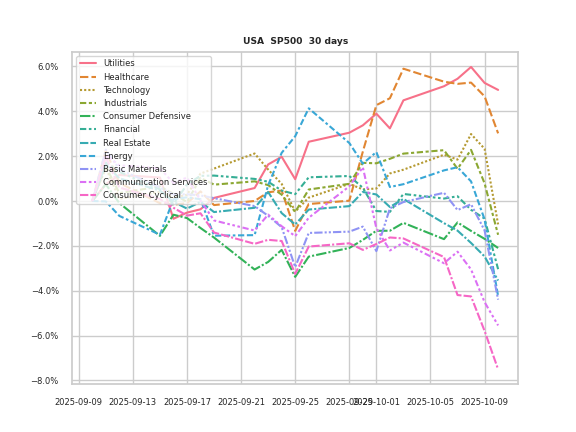 USA SP500 30 days
6.0%
4.0%
2.0%
0.0%
−2.0%
−4.0%
−6.0%
−8.0%
Utilities
Healthcare
Technology
Industrials
Consumer Defensive
Financial
Real Estate
Energy
Basic Materials
Communication Services
Consumer Cyclical
2025-09-09 2025-09-13 2025-09-17 2025-09-21 2025-09-25 2025-09-29 2025-10-01 2025-10-05 2025-10-09